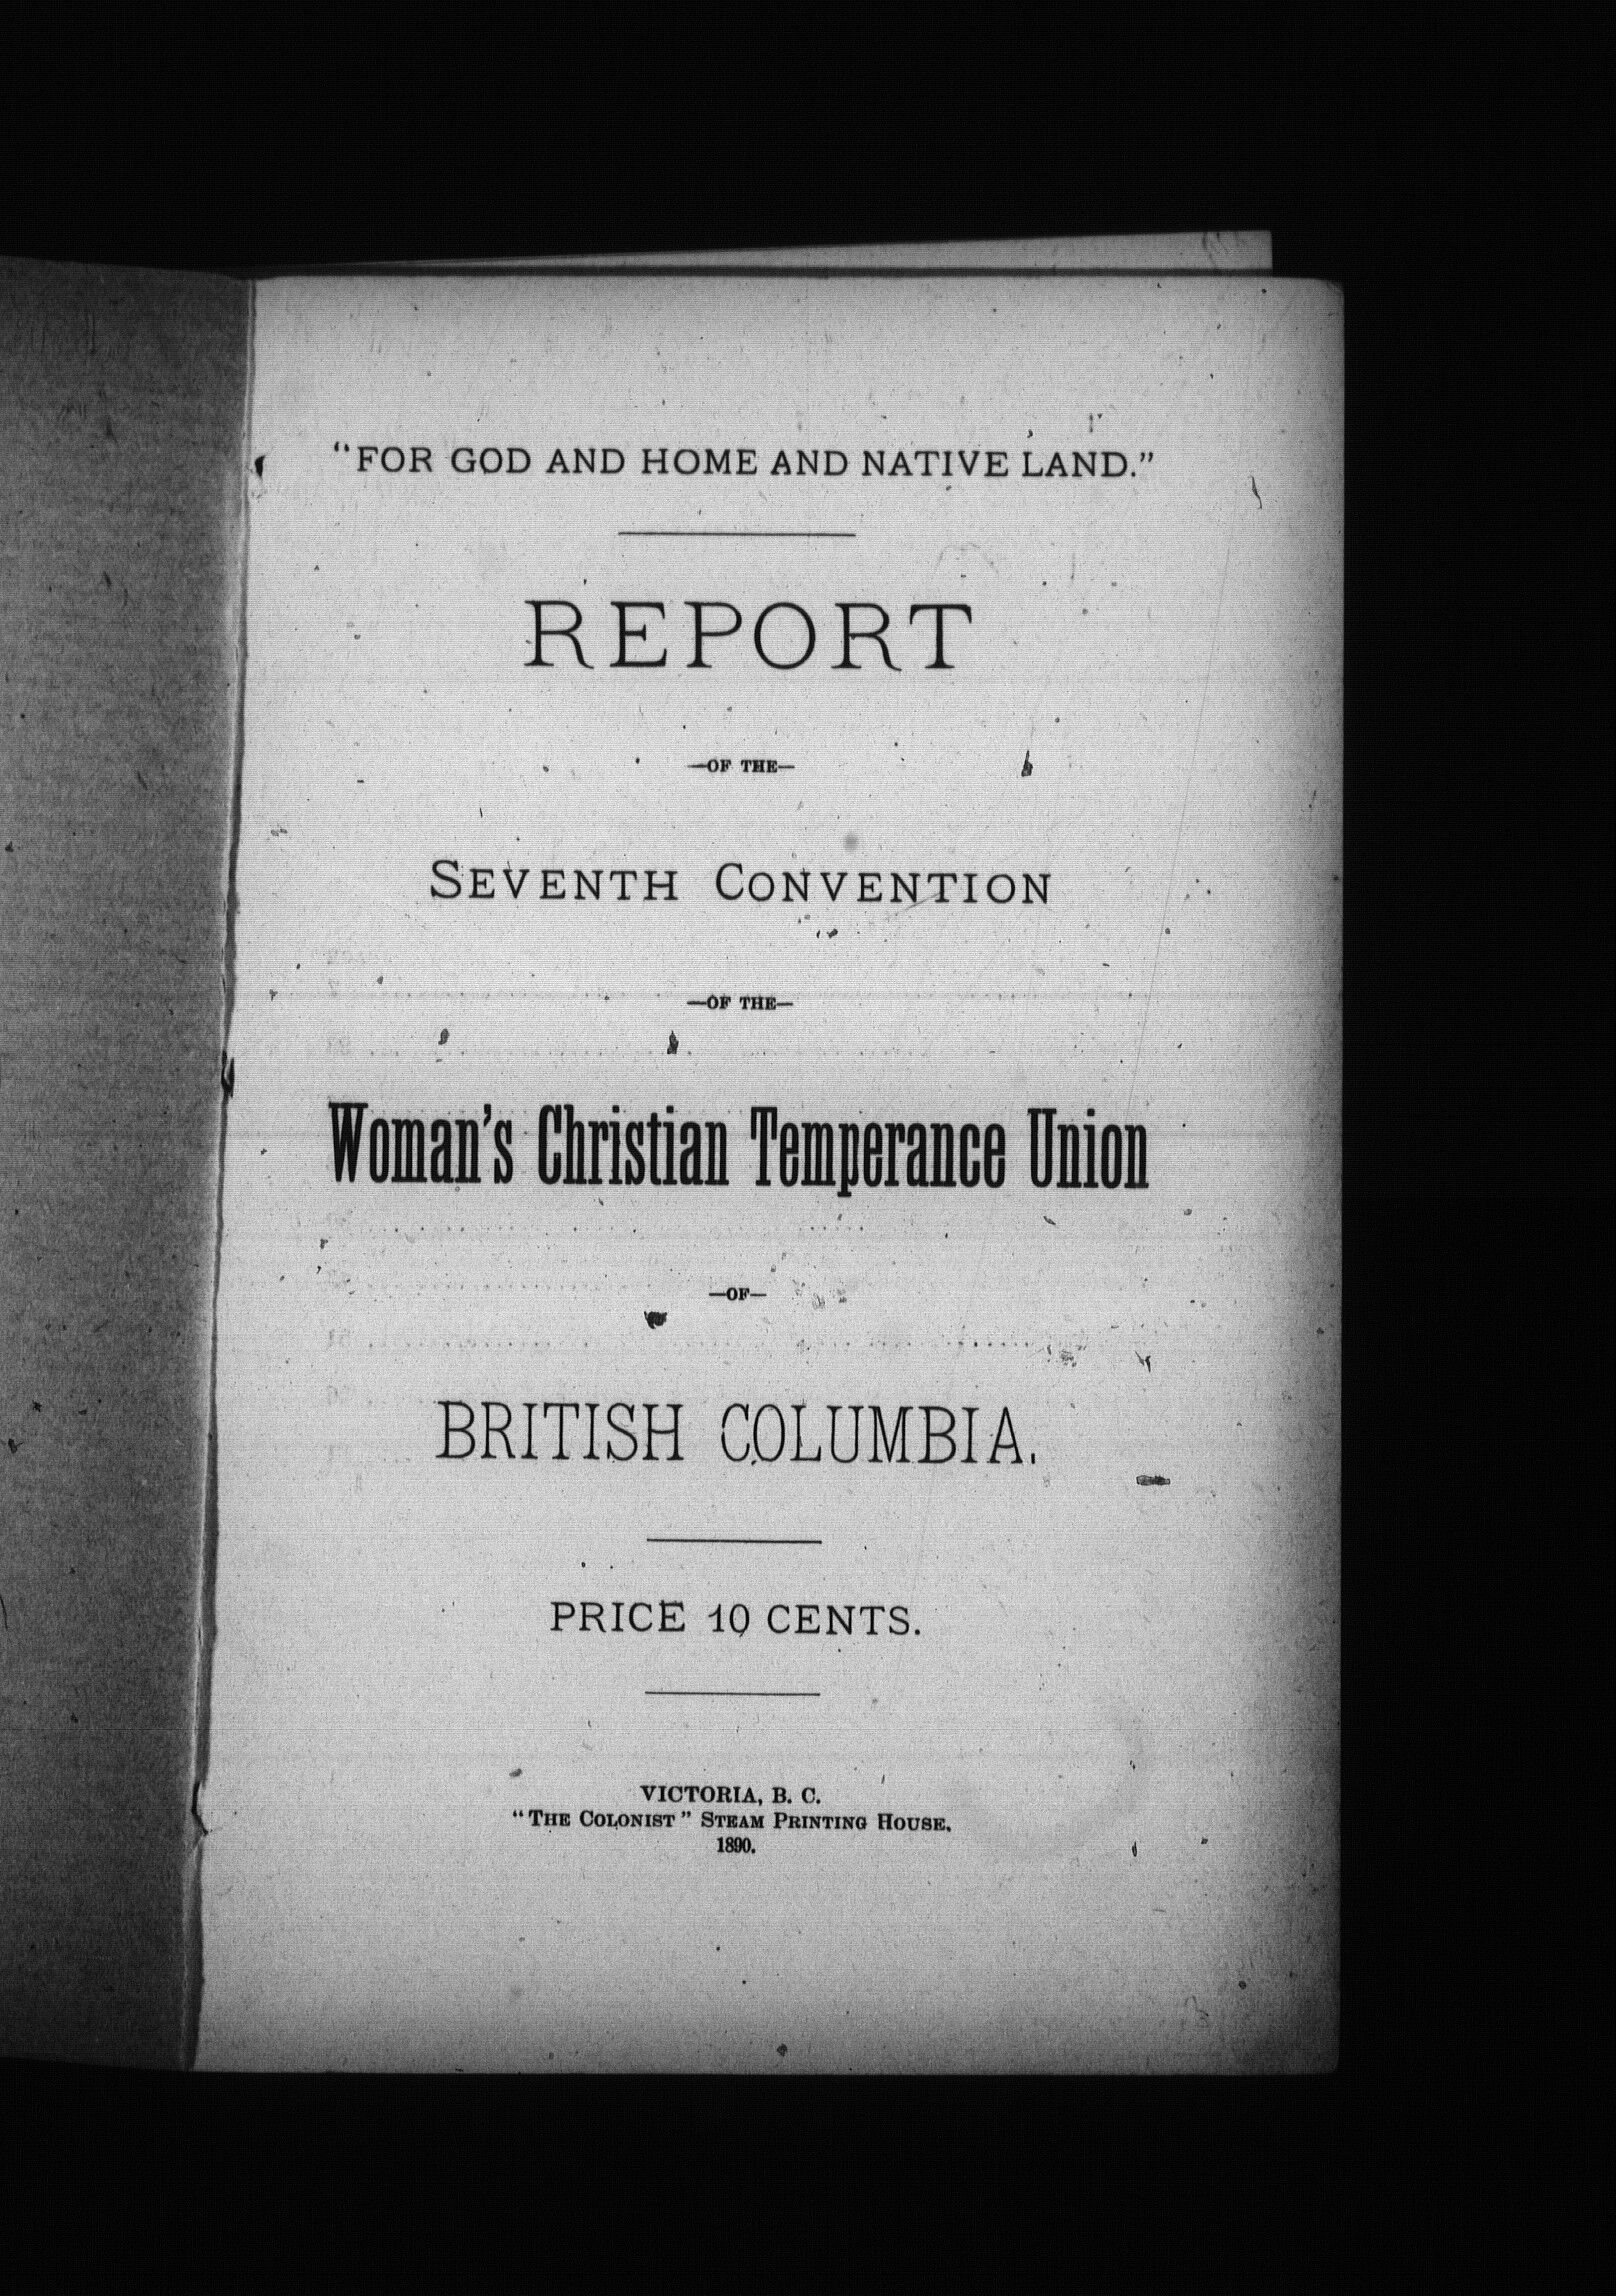 "FOR GOD AND HOME AND NATIVE LAND."
REPORT
—OF THE—
SEVENTH CONVENTION
—OF THE—
Woman's Christian Temperance Union
—OF—
BRITISH COLUMBIA.
PRICE 10 CENTS.
VICTORIA, B. C.
"THE COLONIST" STEAM PRINTING HOUSE.
1890.